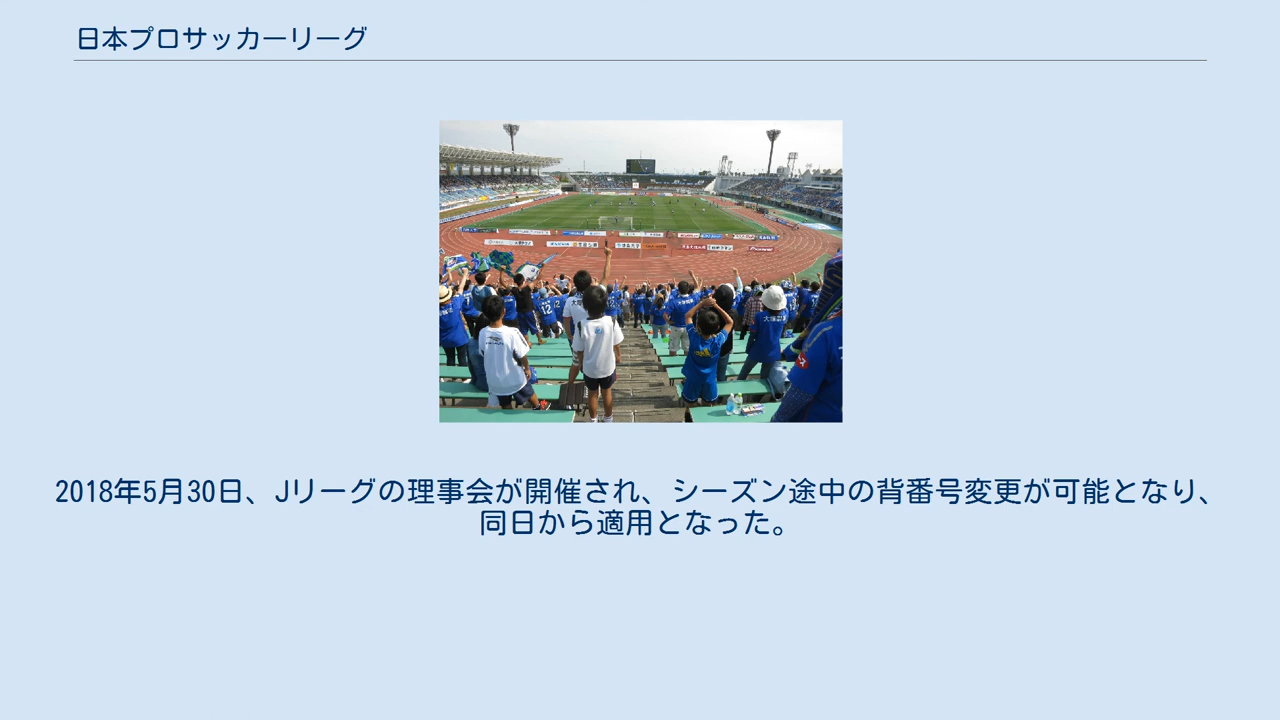 日本プロサッカーリーグ
2018年5月30日、Jリーグの理事会が開催され、シーズン途中の背番号変更が可能となり、
同日から適用となった。